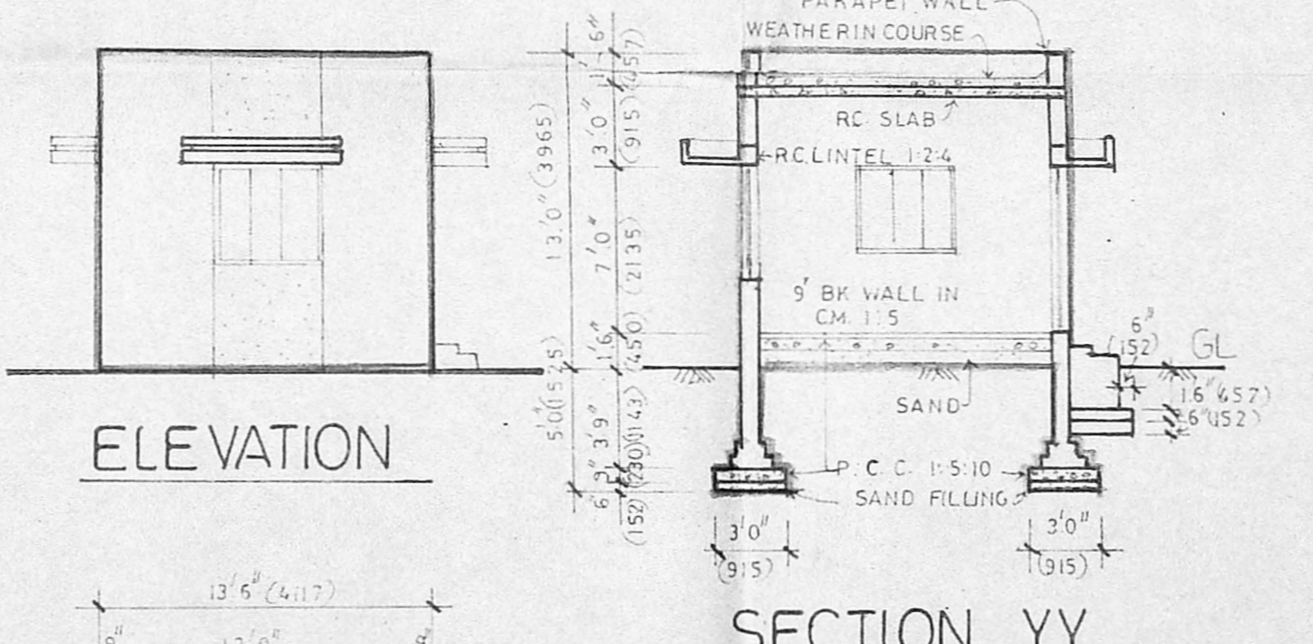 PARAPET WALL
WEATHERIN COURSE
RC. SLAB
R.C. LINTEL 1:2:4
9" BK WALL IN
C.M. 1:5
SAND
P. C. C. 1:5:10
SAND FILLING
3'0"
(915)
3'0"
(915)
6"
(152)
GL
1.6" (457)
6" (152)
13'.0" (3965)
5'.0" (1525)
3'0"
(915)
7'0"
(2135)
1'6"
(450)
3'9"
(1143)
9"
(230)
6"
(152)
ELEVATION
13'6" (4117)
SECTION YY